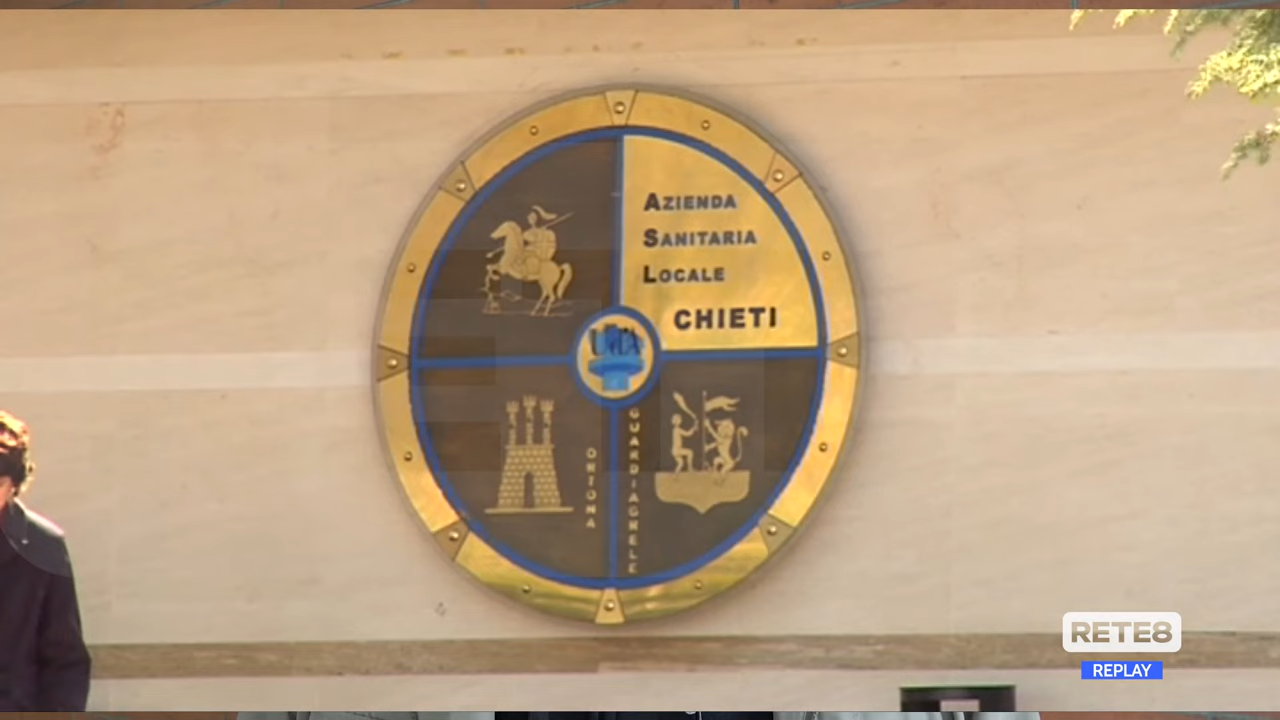 AZIENDA
SANITARIA
LOCALE
CHIETI
ORTONA
GUARDIAGRELE
RETE8
REPLAY